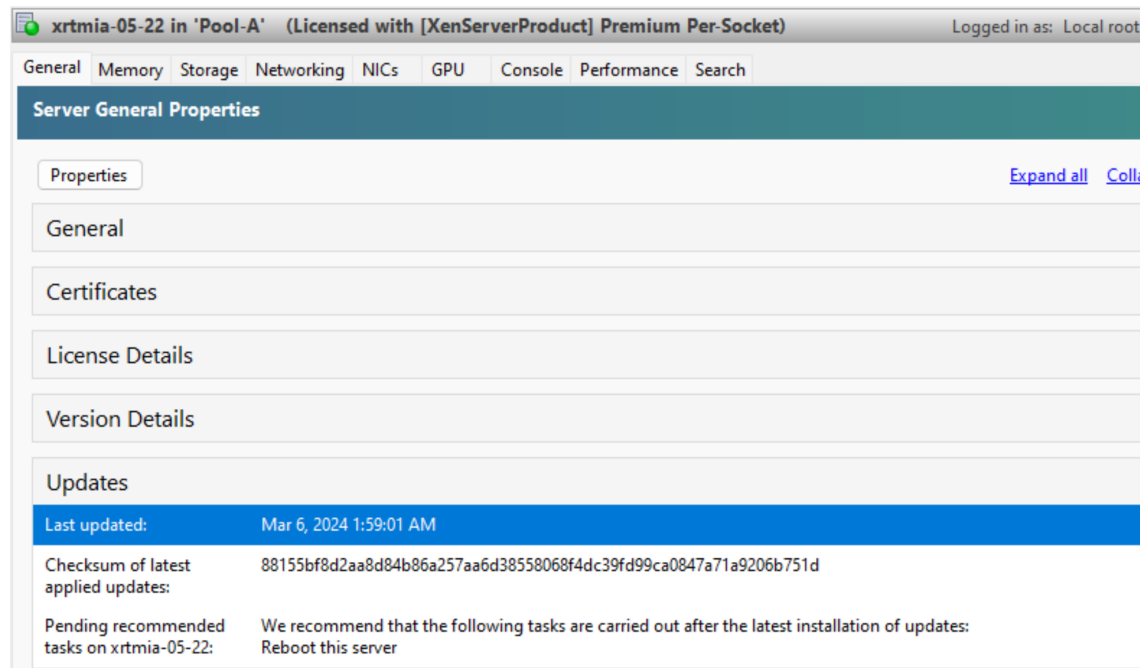 xrtmia-05-22 in 'Pool-A' (Licensed with [XenServerProduct] Premium Per-Socket) Logged in as: Local root
General Memory Storage Networking NICs GPU Console Performance Search
Server General Properties
Properties Expand all
General
Certificates
License Details
Version Details
Updates
Last updated: Mar 6, 2024 1:59:01 AM
Checksum of latest 88155bf8d2aa8d84b86a257aa6d38558068f4dc39fd99ca0847a71a9206b751d
applied updates:
Pending recommended We recommend that the following tasks are carried out after the latest installation of updates:
tasks on xrtmia-05-22: Reboot this server